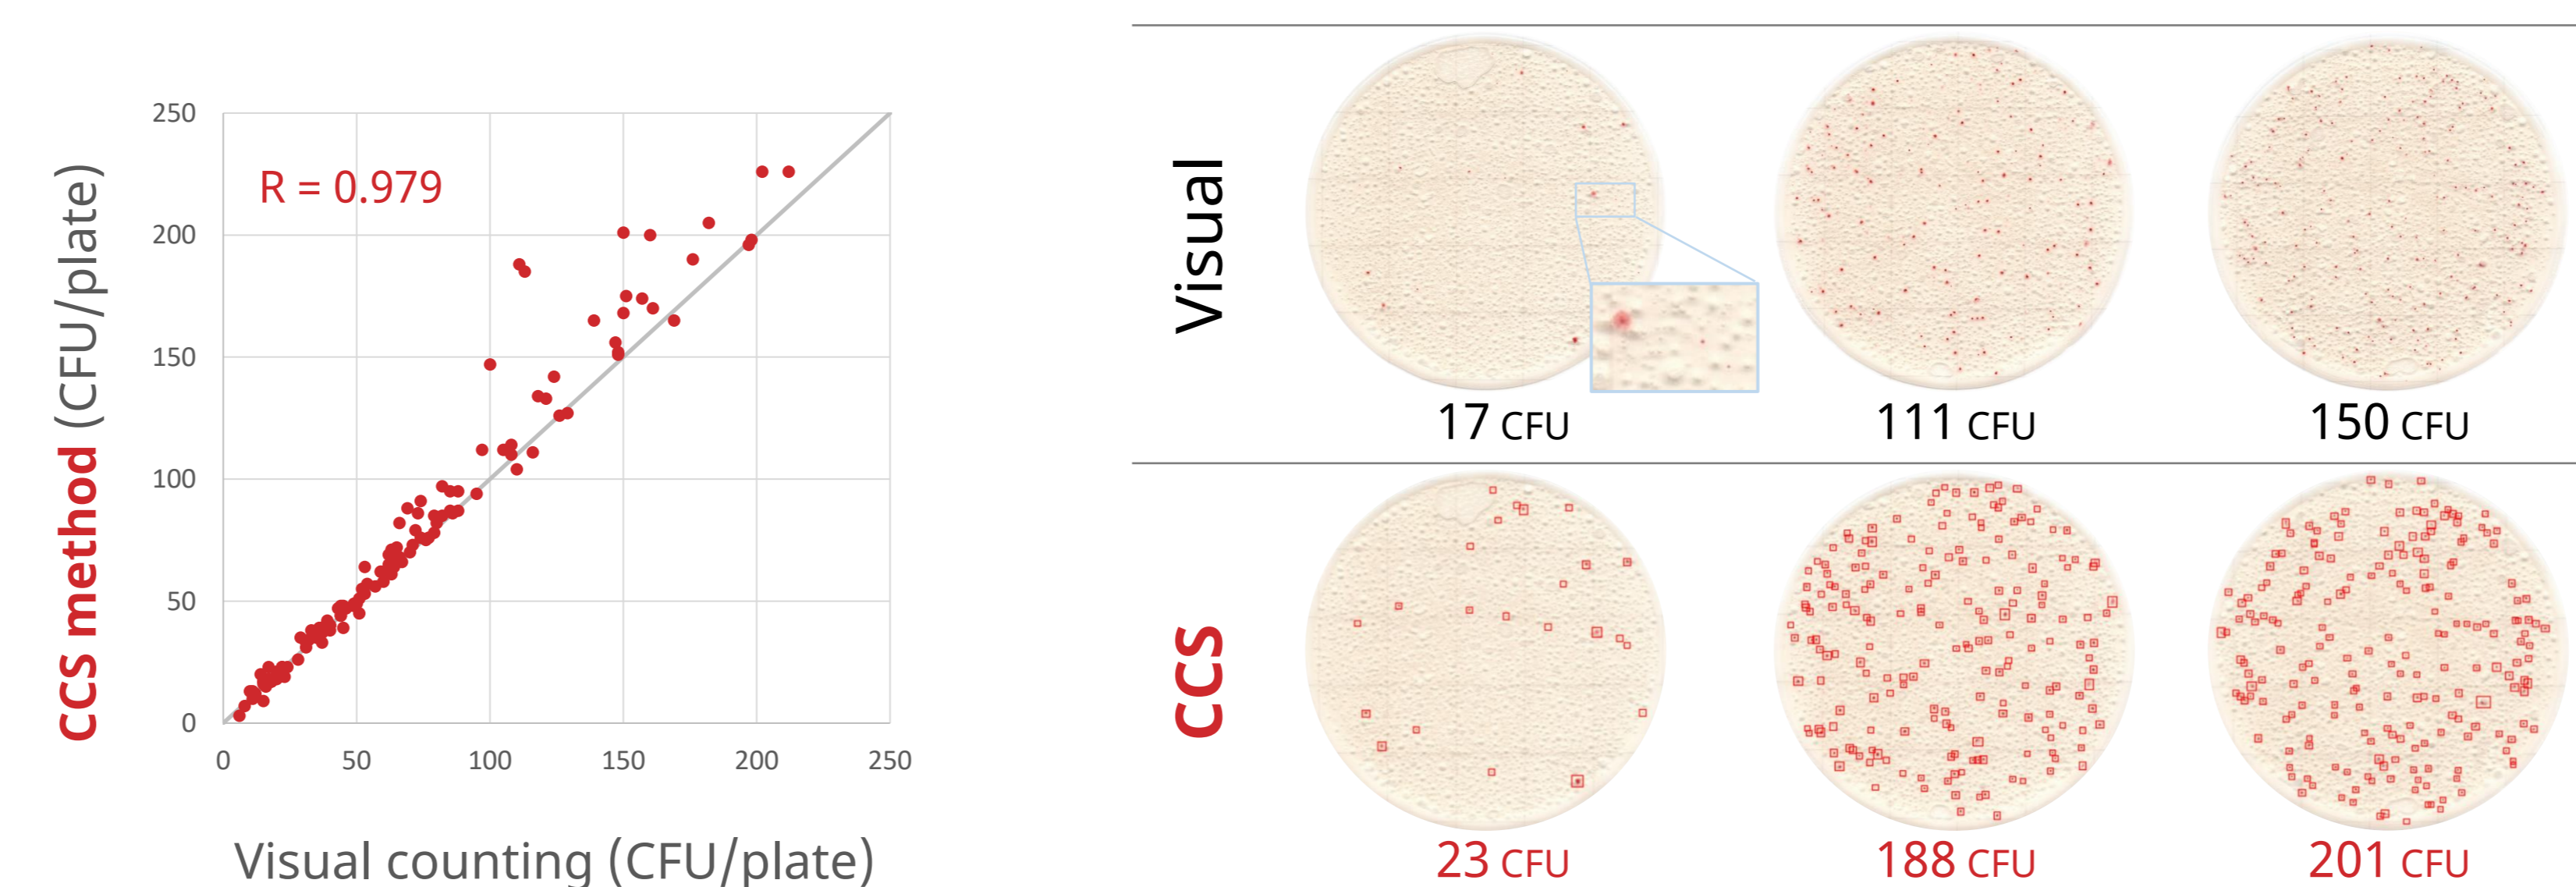 CCS method (CFU/plate)
250
200
150
100
50
0
R = 0.979
0 50 100 150 200 250
Visual counting (CFU/plate)
Visual
17 CFU
111 CFU
150 CFU
CCS
23 CFU
188 CFU
201 CFU